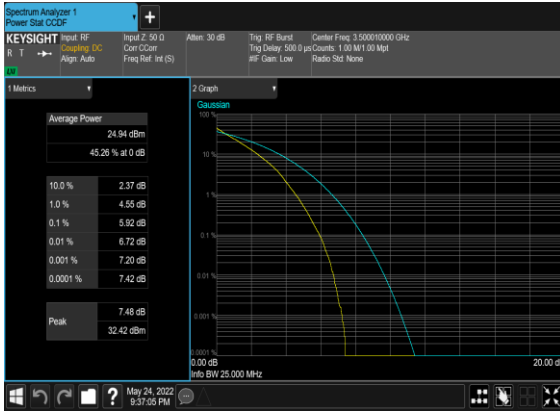 Spectrum Analyzer 1
Power Stat CCDF
+
KEYSIGHT Input: RF Input Z: 50 Ω Atten: 30 dB Trig: RF Burst Center Freq: 3.500010000 GHz
R T Coupling: DC Corr CCorr Trig Delay: 500.0 µs Counts: 1.00 M/1.00 Mpt
Align: Auto Freq Ref: Int (S) #IF Gain: Low Radio Std: None
1 Metrics
2 Graph
Average Power
24.94 dBm
45.26 % at 0 dB
10.0 % 2.37 dB
1.0 % 4.55 dB
0.1 % 5.92 dB
0.01 % 6.72 dB
0.001 % 7.20 dB
0.0001 % 7.42 dB
Peak 7.48 dB
32.42 dBm
Gaussian
100 %
10 %
1 %
0.1 %
0.01 %
0.001 %
0.0001 %
0.00 dB 20.00 d
Info BW 25.000 MHz
? May 24, 2022
9:37:05 PM